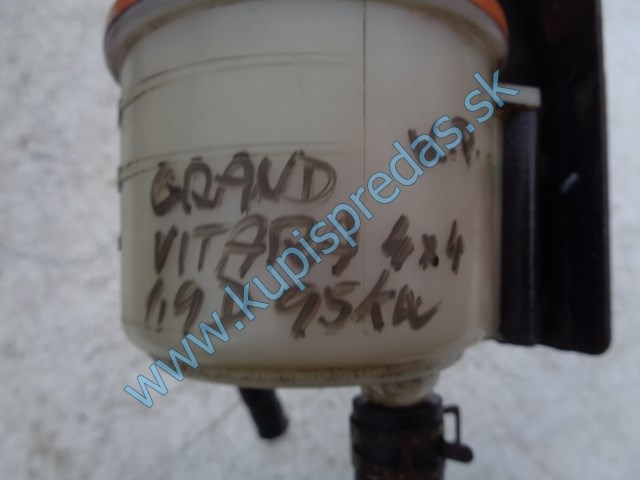 GRAND
VITARA 4x4
1,9 D 95kW
www.kupispredas.sk